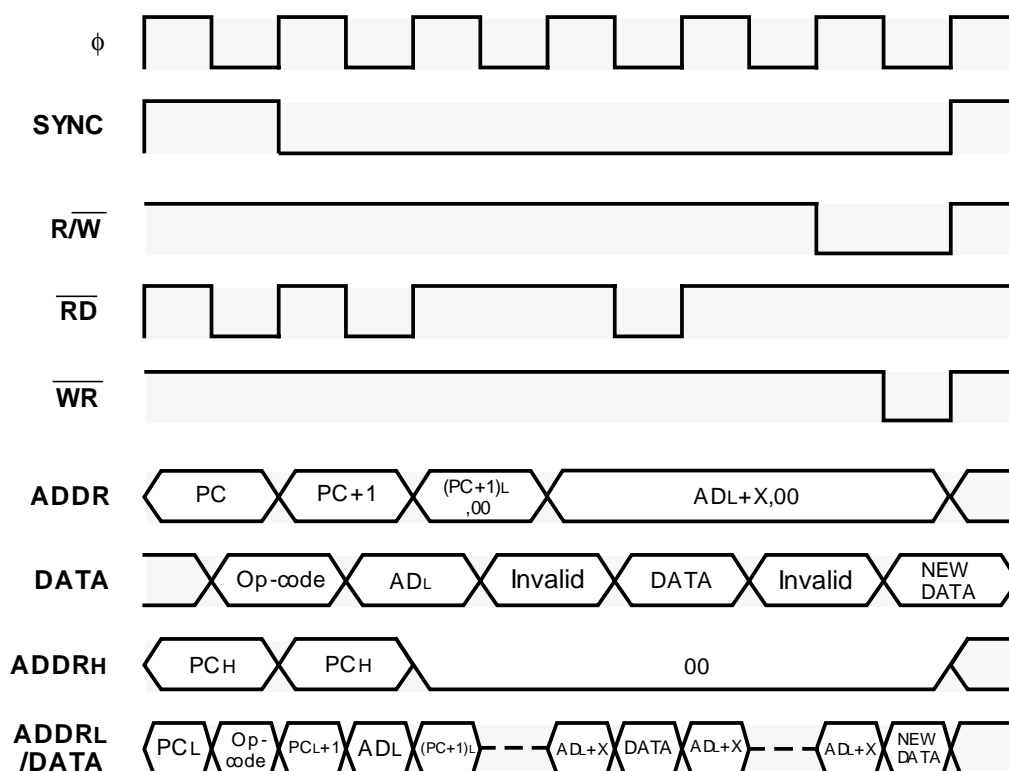 ϕ
SYNC
R/W̅
R̅D̅
W̅R̅
ADDR
PC
PC+1
(PC+1)L
,00
ADL+X,00
DATA
Op-code
ADL
Invalid
DATA
Invalid
NEW
DATA
ADDRH
PCH
PCH
00
ADDRL
/DATA
PCL
Op-
code
PCL+1
ADL
(PC+1)L
ADL+X
DATA
ADL+X
ADL+X
NEW
DATA